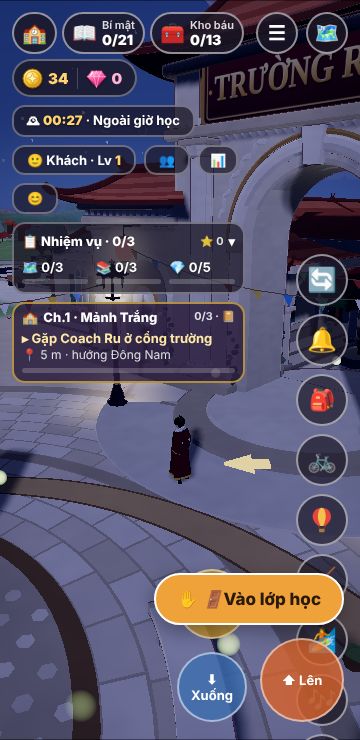 Bí mật
0/21
Kho báu
0/13
34
0
TRƯỜNG
00:27 · Ngoài giờ học
Khách · Lv 1
Nhiệm vụ · 0/3
0 ▼
0/3
0/3
0/5
Ch.1 · Mảnh Trắng
0/3 ·
▸ Gặp Coach Ru ở cổng trường
5 m · hướng Đông Nam
Vào lớp học
⬇
Xuống
⬆ Lên